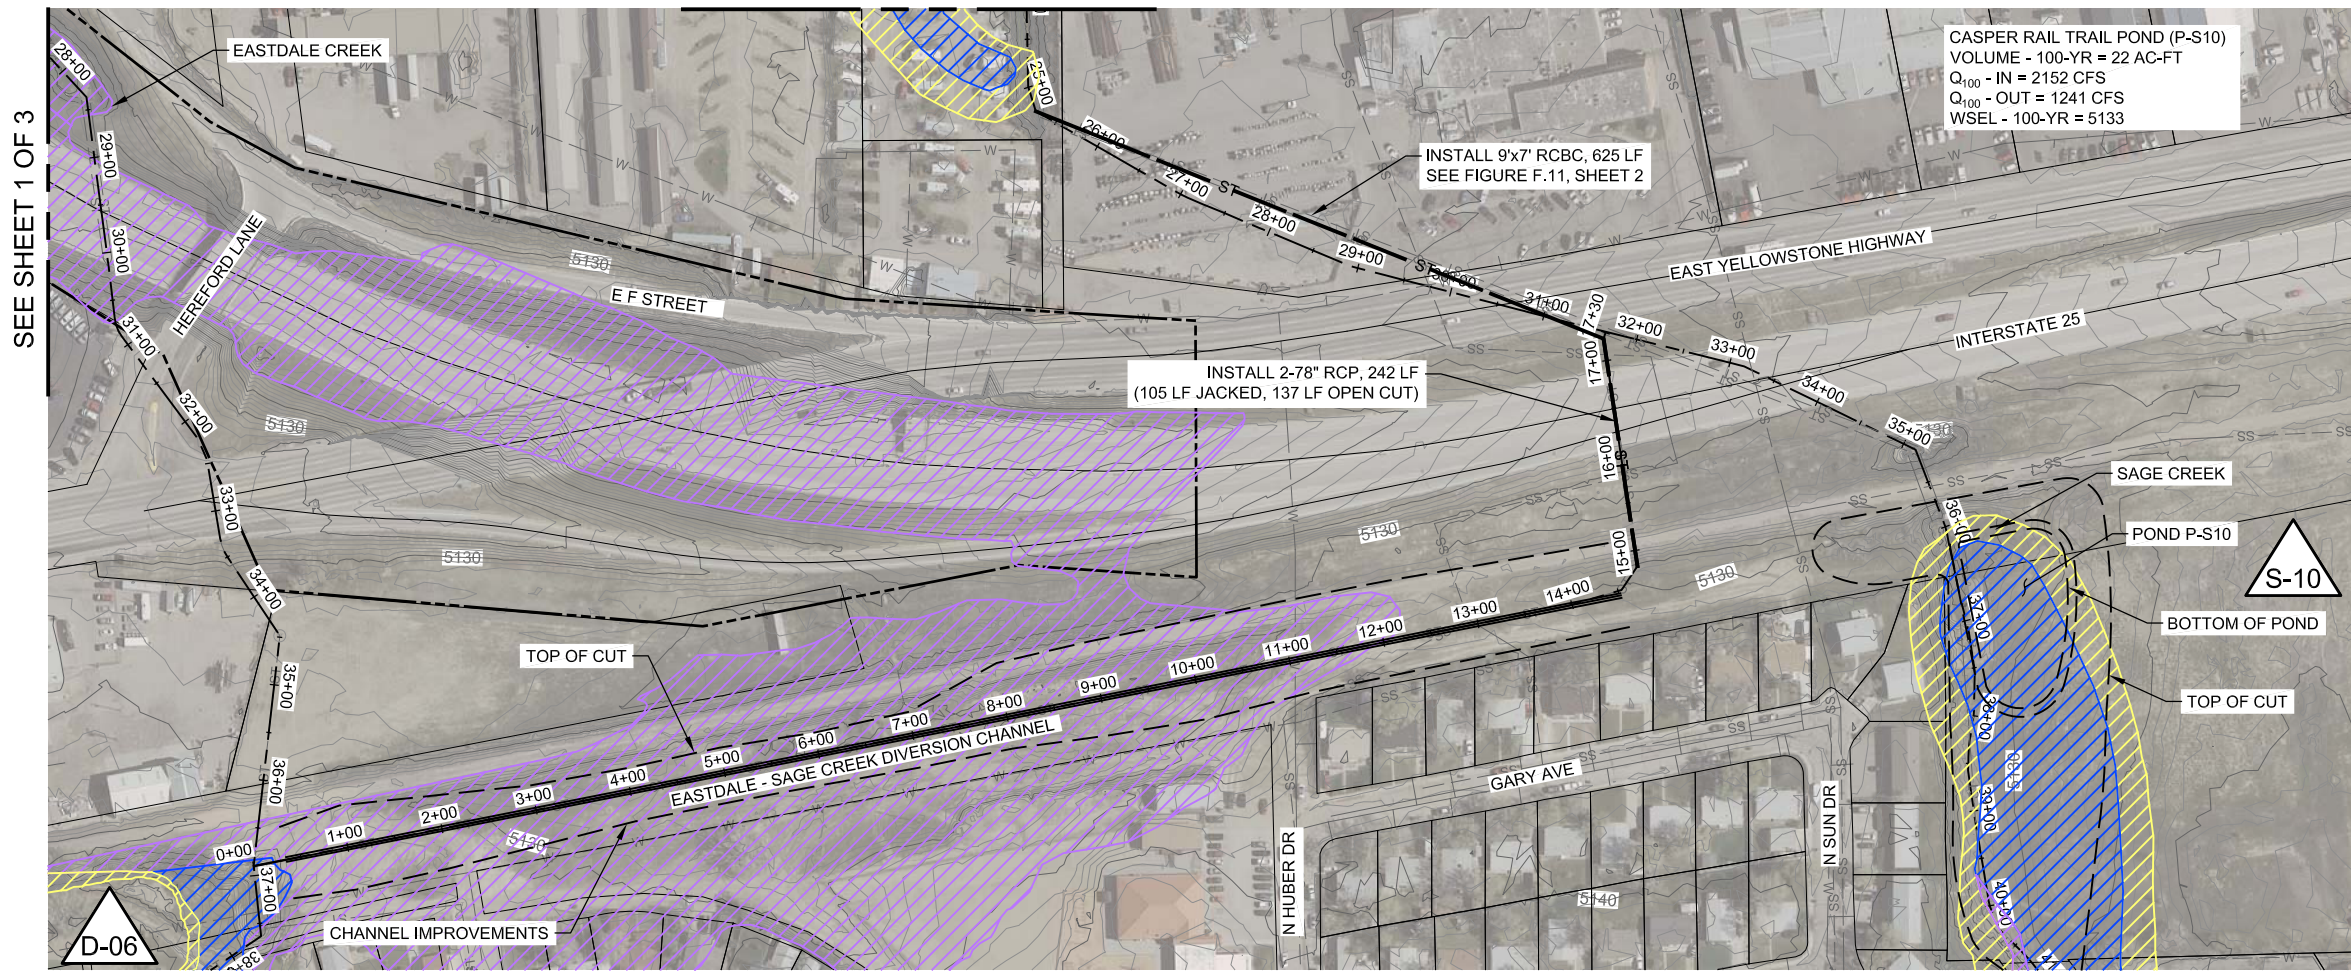 SEE SHEET 1 OF 3
28+00
EASTDALE CREEK
29+00
30+00
HEREFORD LANE
31+00
32+00
33+00
34+00
35+00
36+00
37+00
5130
E F STREET
5130
5130
25+00
26+00
27+00
28+00
29+00
30+00
31+00
32+00
33+00
34+00
35+00
36+00
37+00
38+00
39+00
40+00
INSTALL 9'x7' RCBC, 625 LF
SEE FIGURE F.11, SHEET 2
CASPER RAIL TRAIL POND (P-S10)
VOLUME - 100-YR = 22 AC-FT
Q100 - IN = 2152 CFS
Q100 - OUT = 1241 CFS
WSEL - 100-YR = 5133
EAST YELLOWSTONE HIGHWAY
INTERSTATE 25
INSTALL 2-78" RCP, 242 LF
(105 LF JACKED, 137 LF OPEN CUT)
17+00
16+00
15+00
14+00
13+00
12+00
11+00
10+00
9+00
8+00
7+00
6+00
5+00
4+00
3+00
2+00
1+00
0+00
5130
5130
5130
SAGE CREEK
POND P-S10
S-10
BOTTOM OF POND
TOP OF CUT
TOP OF CUT
EASTDALE - SAGE CREEK DIVERSION CHANNEL
5130
5130
GARY AVE
N SUN DR
N HUBER DR
5140
CHANNEL IMPROVEMENTS
D-06